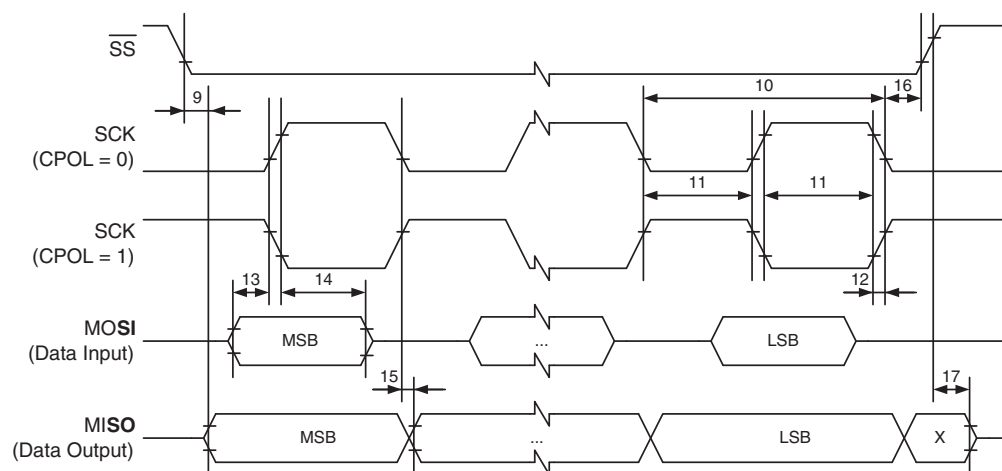 SS
9
10
16
SCK
(CPOL = 0)
11
11
SCK
(CPOL = 1)
13
14
12
MOSI
(Data Input)
MSB
...
LSB
15
17
MISO
(Data Output)
MSB
...
LSB
X